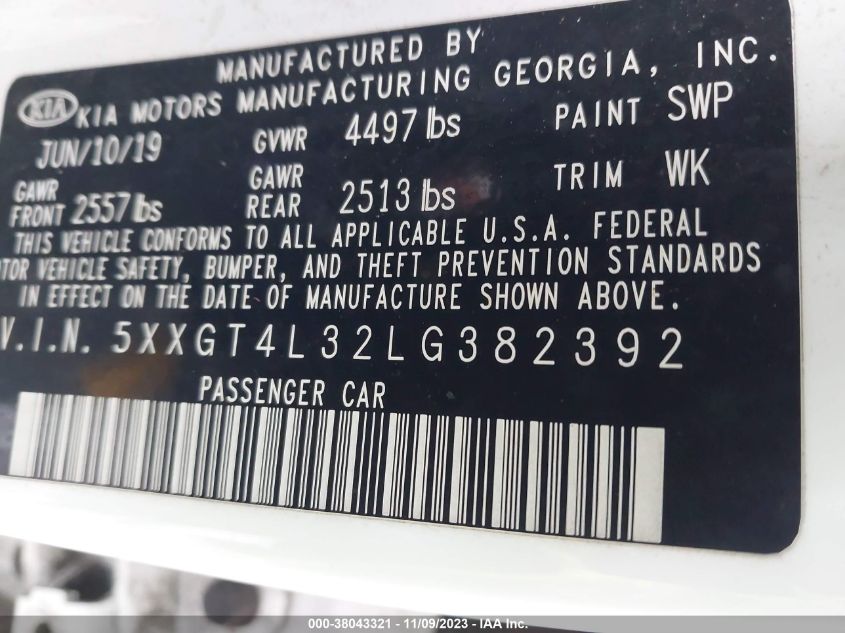 MANUFACTURED BY
KIA KIA MOTORS MANUFACTURING GEORGIA, INC.
JUN/10/19 GVWR 4497 lbs PAINT SWP
GAWR FRONT 2557 lbs GAWR REAR 2513 lbs TRIM WK
THIS VEHICLE CONFORMS TO ALL APPLICABLE U.S.A. FEDERAL
OTOR VEHICLE SAFETY, BUMPER, AND THEFT PREVENTION STANDARDS
IN EFFECT ON THE DATE OF MANUFACTURE SHOWN ABOVE.
V.I.N. 5XXGT4L32LG382392
PASSENGER CAR
000-38043321 - 11/09/2023 - IAA Inc.